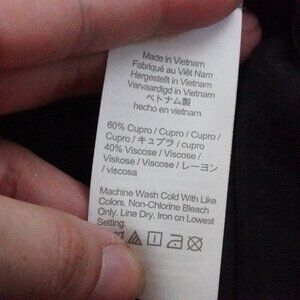 Made in Vietnam
Fabriqué au Viêt Nam
Hergestellt in Vietnam
Vervaardigd in Vietnam
ベトナム製
hecho en vietnam
60% Cupro / Cupro / Cupro /
Cupro / キュプラ / cupro
40% Viscose / Viscose /
Viskose / Viscose / レーヨン
/ viscosa
Machine Wash Cold With Like
Colors. Non-Chlorine Bleach
Only. Line Dry. Iron on Lowest
Setting.